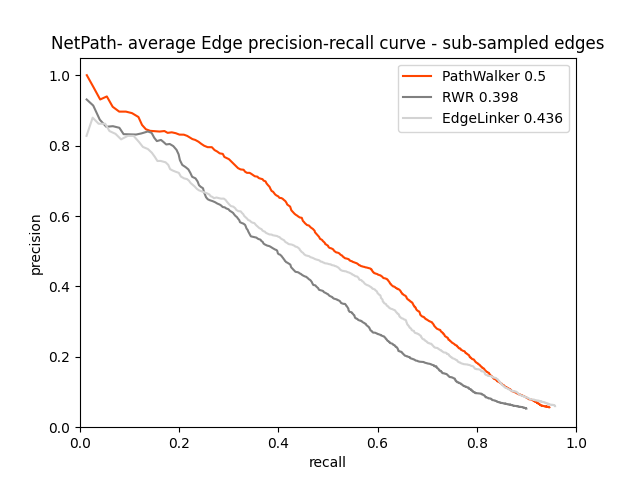 NetPath- average Edge precision-recall curve - sub-sampled edges
PathWalker 0.5
RWR 0.398
EdgeLinker 0.436
1.0
0.8
0.6
0.4
0.2
0.0
precision
0.0 0.2 0.4 0.6 0.8 1.0
recall